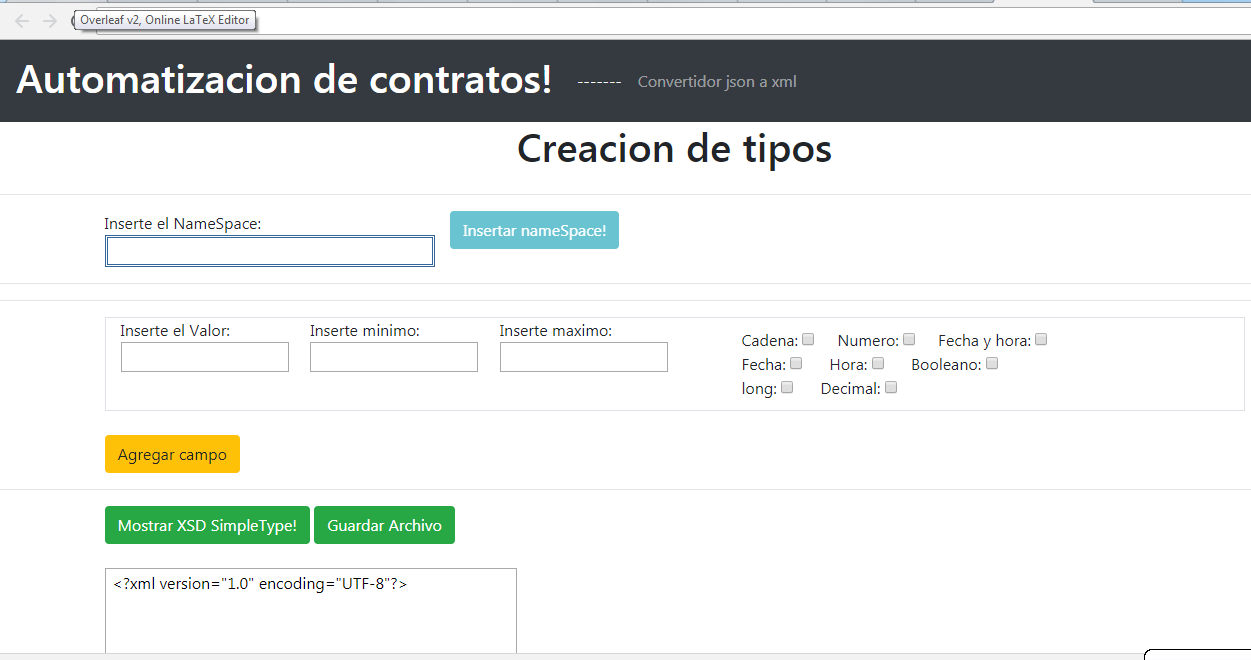 Overleaf v2, Online LaTeX Editor
Automatizacion de contratos! ------- Convertidor json a xml
Creacion de tipos
Inserte el NameSpace:
Insertar nameSpace!
Inserte el Valor: Inserte minimo: Inserte maximo:
Cadena: Numero: Fecha y hora:
Fecha: Hora: Booleano:
long: Decimal:
Agregar campo
Mostrar XSD SimpleType! Guardar Archivo
<?xml version="1.0" encoding="UTF-8"?>